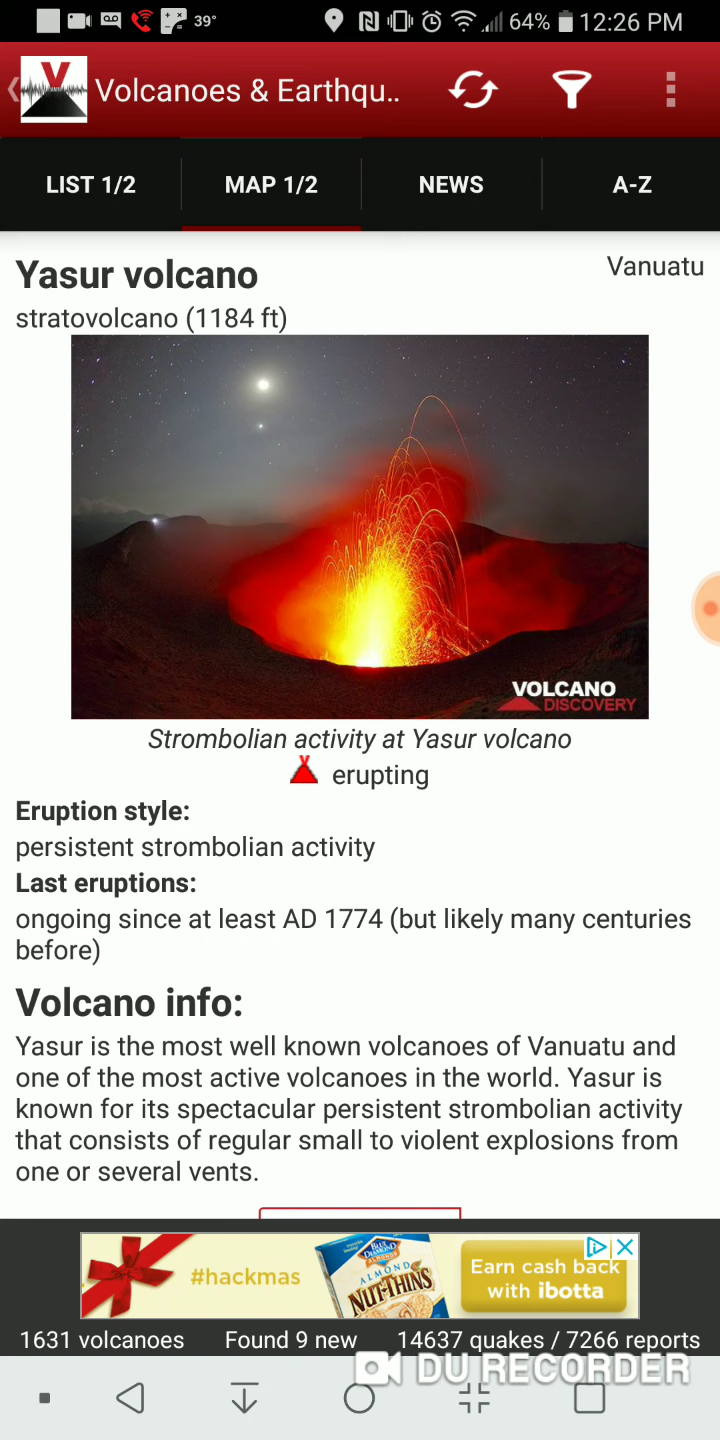 39°
64%
12:26 PM
Volcanoes & Earthqu..
LIST 1/2
MAP 1/2
NEWS
A-Z
Yasur volcano
Vanuatu
stratovolcano (1184 ft)
VOLCANO
DISCOVERY
Strombolian activity at Yasur volcano
erupting
Eruption style:
persistent strombolian activity
Last eruptions:
ongoing since at least AD 1774 (but likely many centuries
before)
Volcano info:
Yasur is the most well known volcanoes of Vanuatu and
one of the most active volcanoes in the world. Yasur is
known for its spectacular persistent strombolian activity
that consists of regular small to violent explosions from
one or several vents.
#hackmas
BLUE DIAMOND
ALMONDS
ALMOND
NUT-THINS
Earn cash back
with ibotta
1631 volcanoes
Found 9 new
14637 quakes / 7266 reports
DU RECORDER